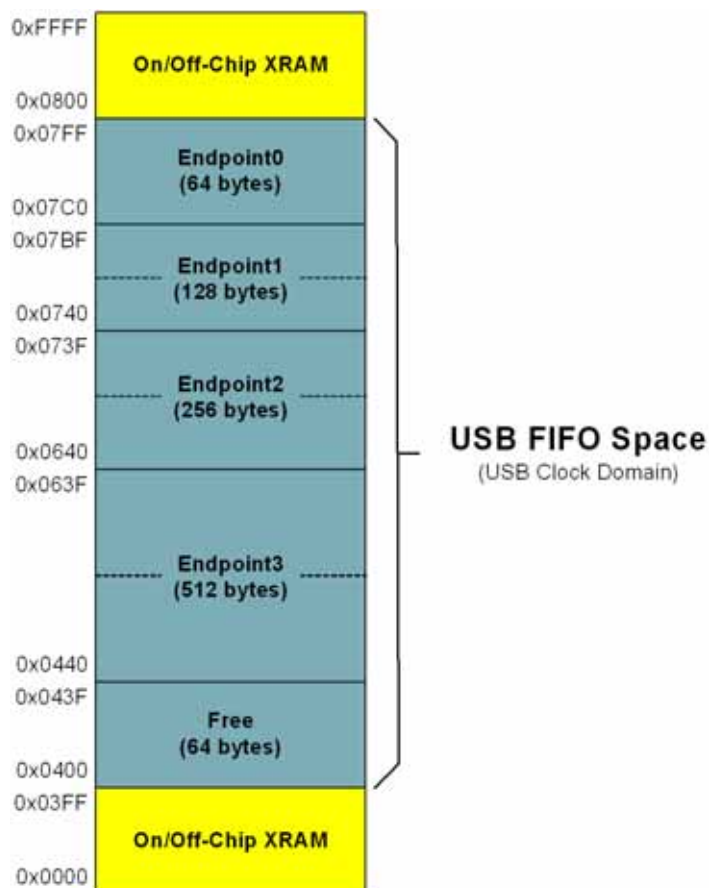 0xFFFF
On/Off-Chip XRAM
0x0800
0x07FF
Endpoint0
(64 bytes)
0x07C0
0x07BF
Endpoint1
(128 bytes)
0x0740
0x073F
Endpoint2
(256 bytes)
0x0640
0x063F
Endpoint3
(512 bytes)
0x0440
0x043F
Free
(64 bytes)
0x0400
0x03FF
On/Off-Chip XRAM
0x0000
USB FIFO Space
(USB Clock Domain)